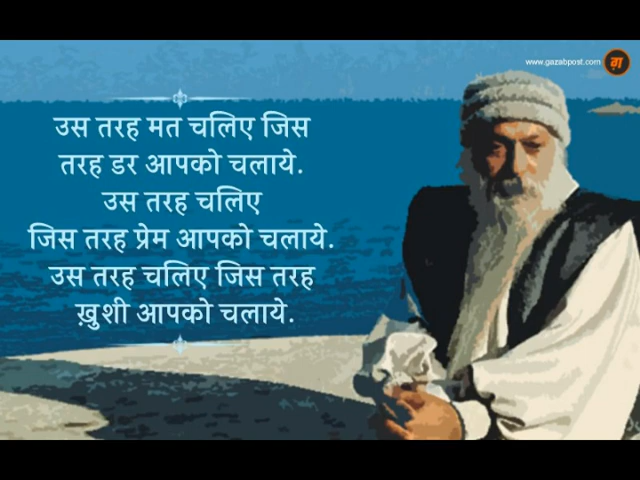 www.gazabpost.com ग़
उस तरह मत चलिए जिस
तरह डर आपको चलाये.
उस तरह चलिए
जिस तरह प्रेम आपको चलाये.
उस तरह चलिए जिस तरह
ख़ुशी आपको चलाये.